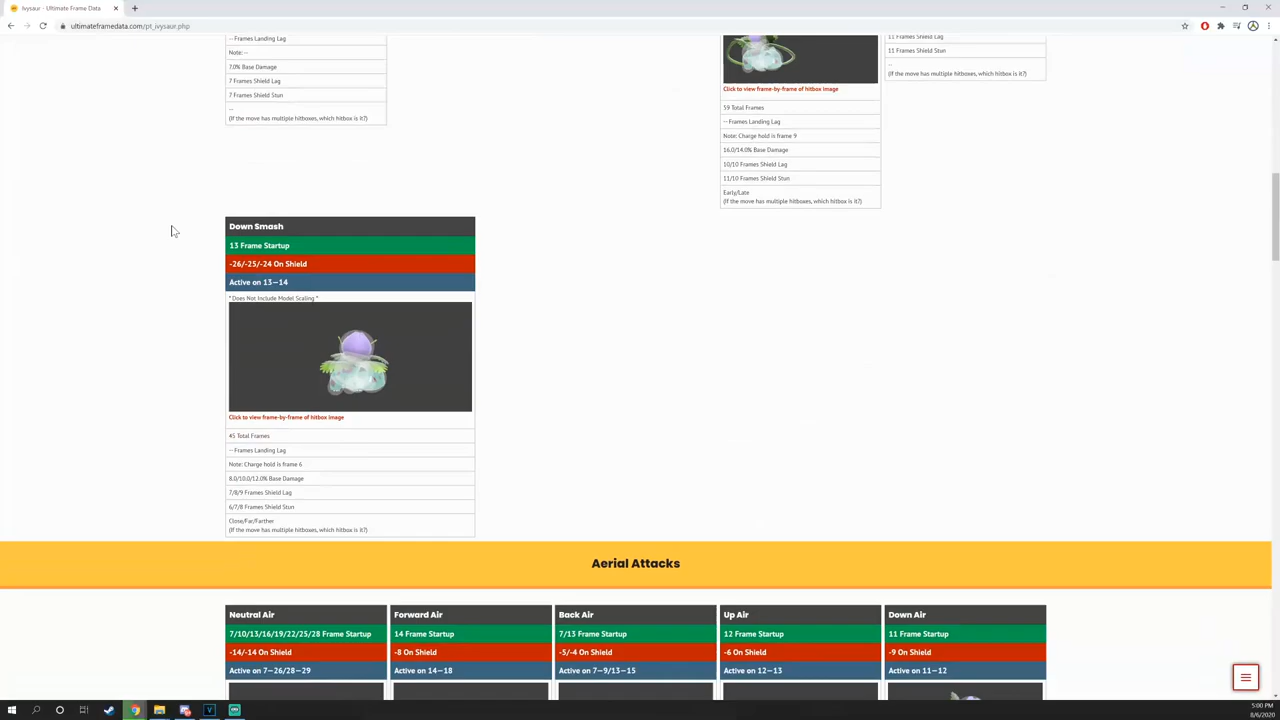 Ivysaur - Ultimate Frame Data
ultimateframedata.com/pt_ivysaur.php
-- Frames Landing Lag
Note: --
7.0% Base Damage
7 Frames Shield Lag
7 Frames Shield Stun
--
(If the move has multiple hitboxes, which hitbox is it?)
Click to view frame-by-frame of hitbox image
59 Total Frames
-- Frames Landing Lag
Note: Charge hold is frame 9
16.0/14.0% Base Damage
10/10 Frames Shield Lag
11/10 Frames Shield Stun
Early/Late
(If the move has multiple hitboxes, which hitbox is it?)
11 Frames Shield Lag
11 Frames Shield Stun
--
(If the move has multiple hitboxes, which hitbox is it?)
Down Smash
13 Frame Startup
-26/-25/-24 On Shield
Active on 13—14
* Does Not Include Model Scaling *
Click to view frame-by-frame of hitbox image
45 Total Frames
-- Frames Landing Lag
Note: Charge hold is frame 6
8.0/10.0/12.0% Base Damage
7/8/9 Frames Shield Lag
6/7/8 Frames Shield Stun
Close/Far/Farther
(If the move has multiple hitboxes, which hitbox is it?)
Aerial Attacks
Neutral Air
7/10/13/16/19/22/25/28 Frame Startup
-14/-14 On Shield
Active on 7—26/28—29
Forward Air
14 Frame Startup
-8 On Shield
Active on 14—18
Back Air
7/13 Frame Startup
-5/-4 On Shield
Active on 7—9/13—15
Up Air
12 Frame Startup
-6 On Shield
Active on 12—13
Down Air
11 Frame Startup
-9 On Shield
Active on 11—12
5:00 PM
8/6/2020